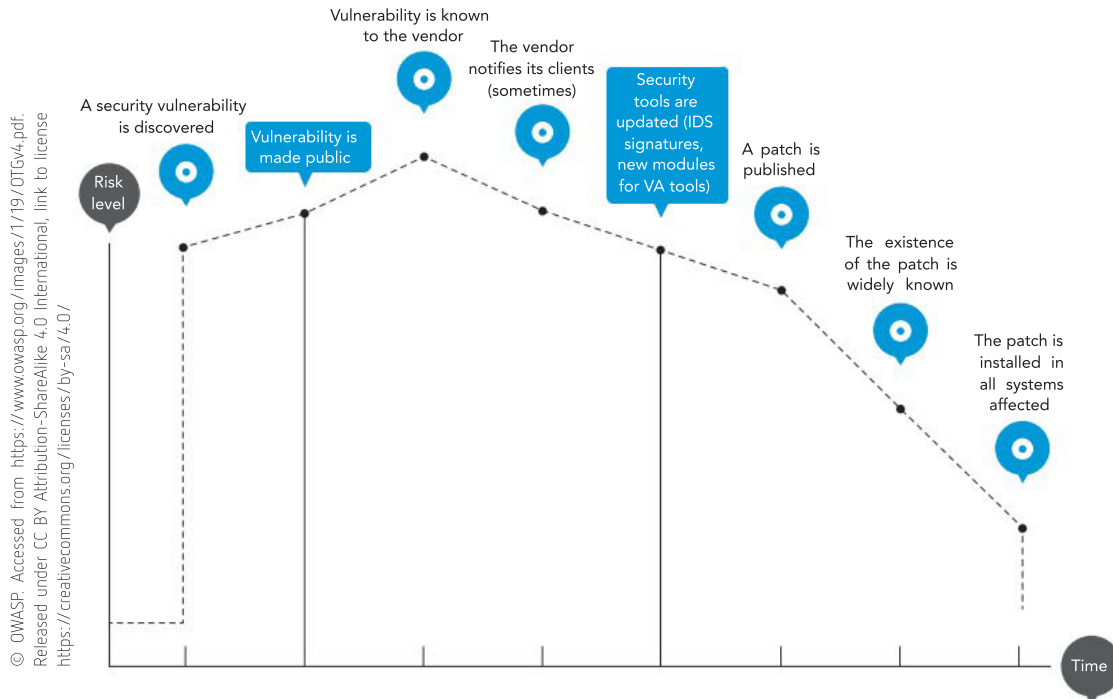 © OWASP. Accessed from https://www.owasp.org/images/1/19/OTGv4.pdf.
Released under CC BY Attribution-ShareAlike 4.0 International, link to license
https://creativecommons.org/licenses/by-sa/4.0/
Risk
level
A security vulnerability
is discovered
Vulnerability is
made public
Vulnerability is known
to the vendor
The vendor
notifies its clients
(sometimes)
Security
tools are
updated (IDS
signatures,
new modules
for VA tools)
A patch is
published
The existence
of the patch is
widely known
The patch is
installed in
all systems
affected
Time